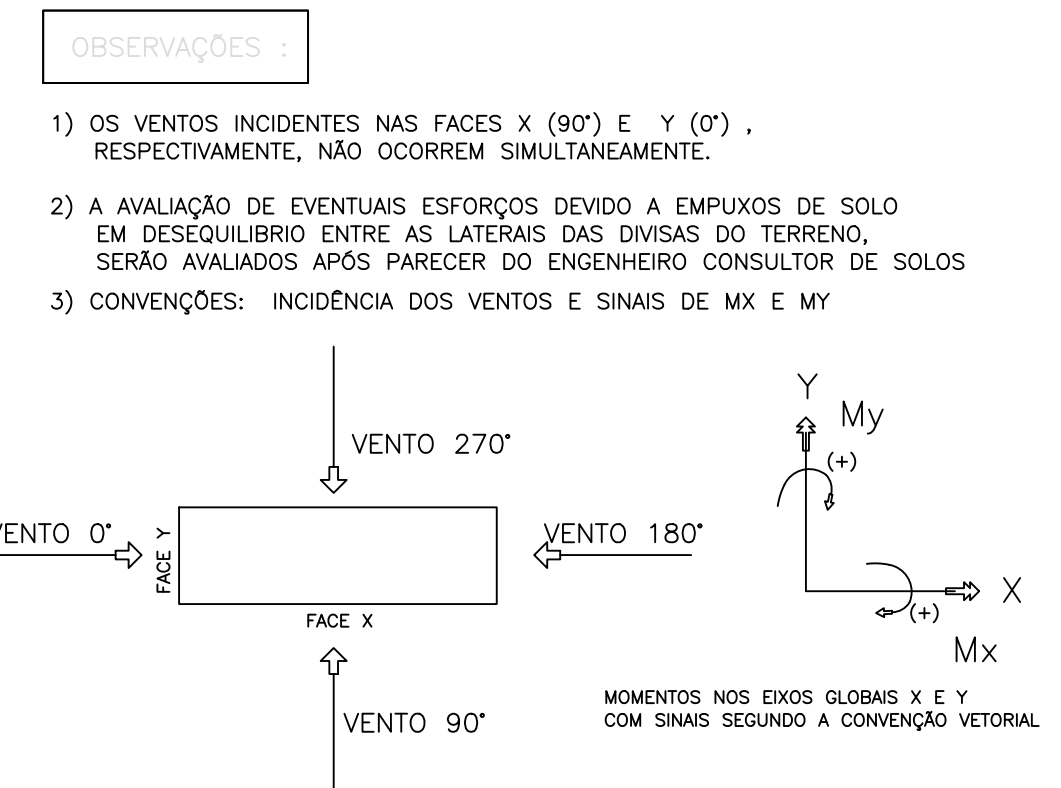 OBSERVAÇÕES :
1) OS VENTOS INCIDENTES NAS FACES X (90°) E Y (0°) ,
RESPECTIVAMENTE, NÃO OCORREM SIMULTANEAMENTE.
2) A AVALIAÇÃO DE EVENTUAIS ESFORÇOS DEVIDO A EMPUXOS DE SOLO
EM DESEQUILIBRIO ENTRE AS LATERAIS DAS DIVISAS DO TERRENO,
SERÃO AVALIADOS APÓS PARECER DO ENGENHEIRO CONSULTOR DE SOLOS
3) CONVENÇÕES: INCIDÊNCIA DOS VENTOS E SINAIS DE MX E MY
VENTO 270°
VENTO 0°
FACE Y
VENTO 180°
FACE X
VENTO 90°
Y
My
(+)
X
(+)
Mx
MOMENTOS NOS EIXOS GLOBAIS X E Y
COM SINAIS SEGUNDO A CONVENÇÃO VETORIAL